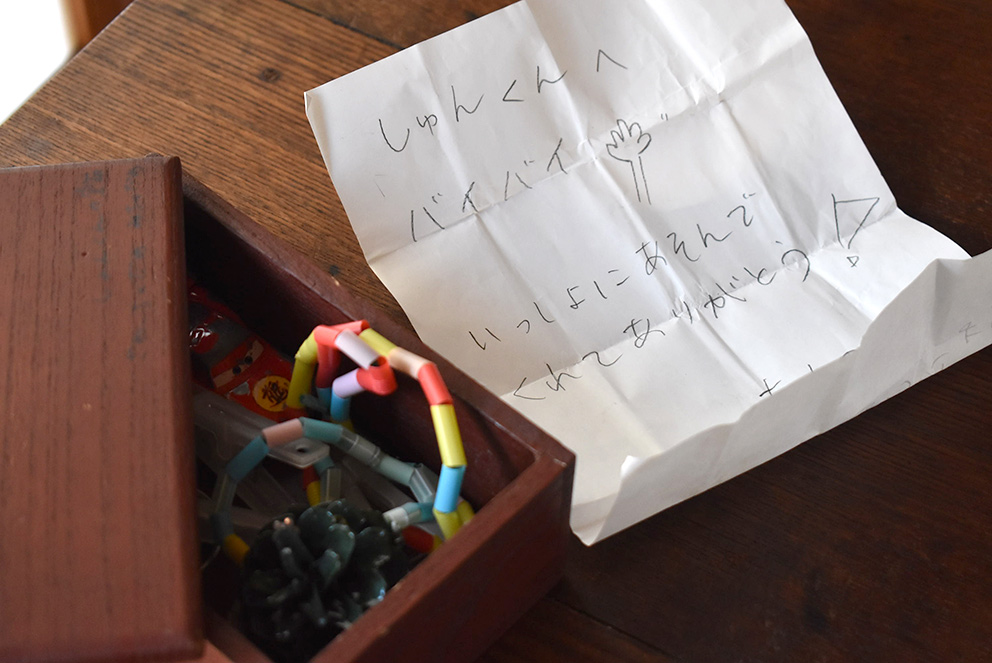 しゅんくんへ
バイバイ
いっしょにあそんで
くれてありがとう!